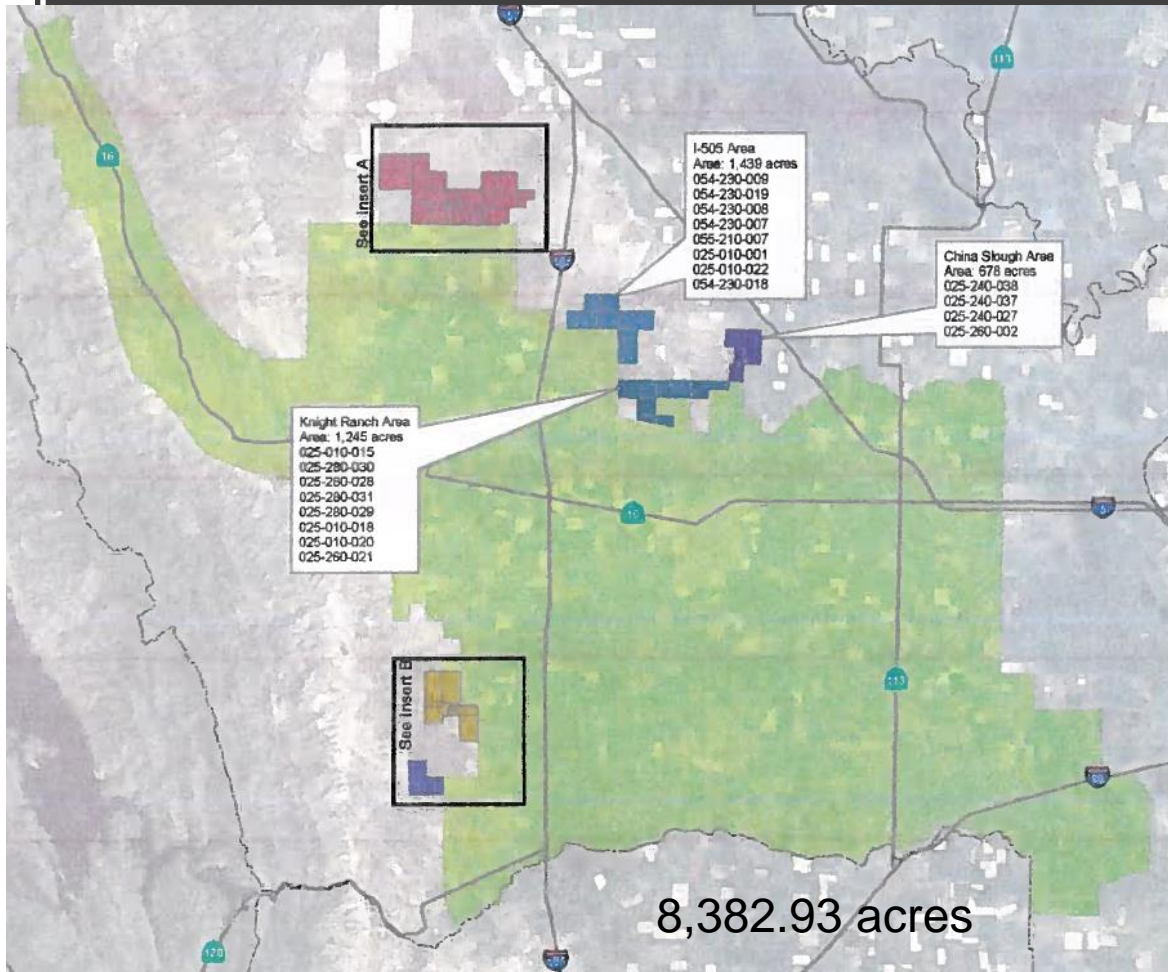 16
113
See Insert A
I-505 Area
Area: 1,439 acres
054-230-009
054-230-019
054-230-008
054-230-007
055-210-007
025-010-001
025-010-022
054-230-018
China Slough Area
Area: 678 acres
025-240-038
025-240-037
025-240-027
025-260-002
Knight Ranch Area
Area: 1,245 acres
025-010-015
025-280-030
025-260-028
025-280-031
025-280-029
025-010-018
025-010-020
025-260-021
16
5
See Insert B
113
80
8,382.93 acres